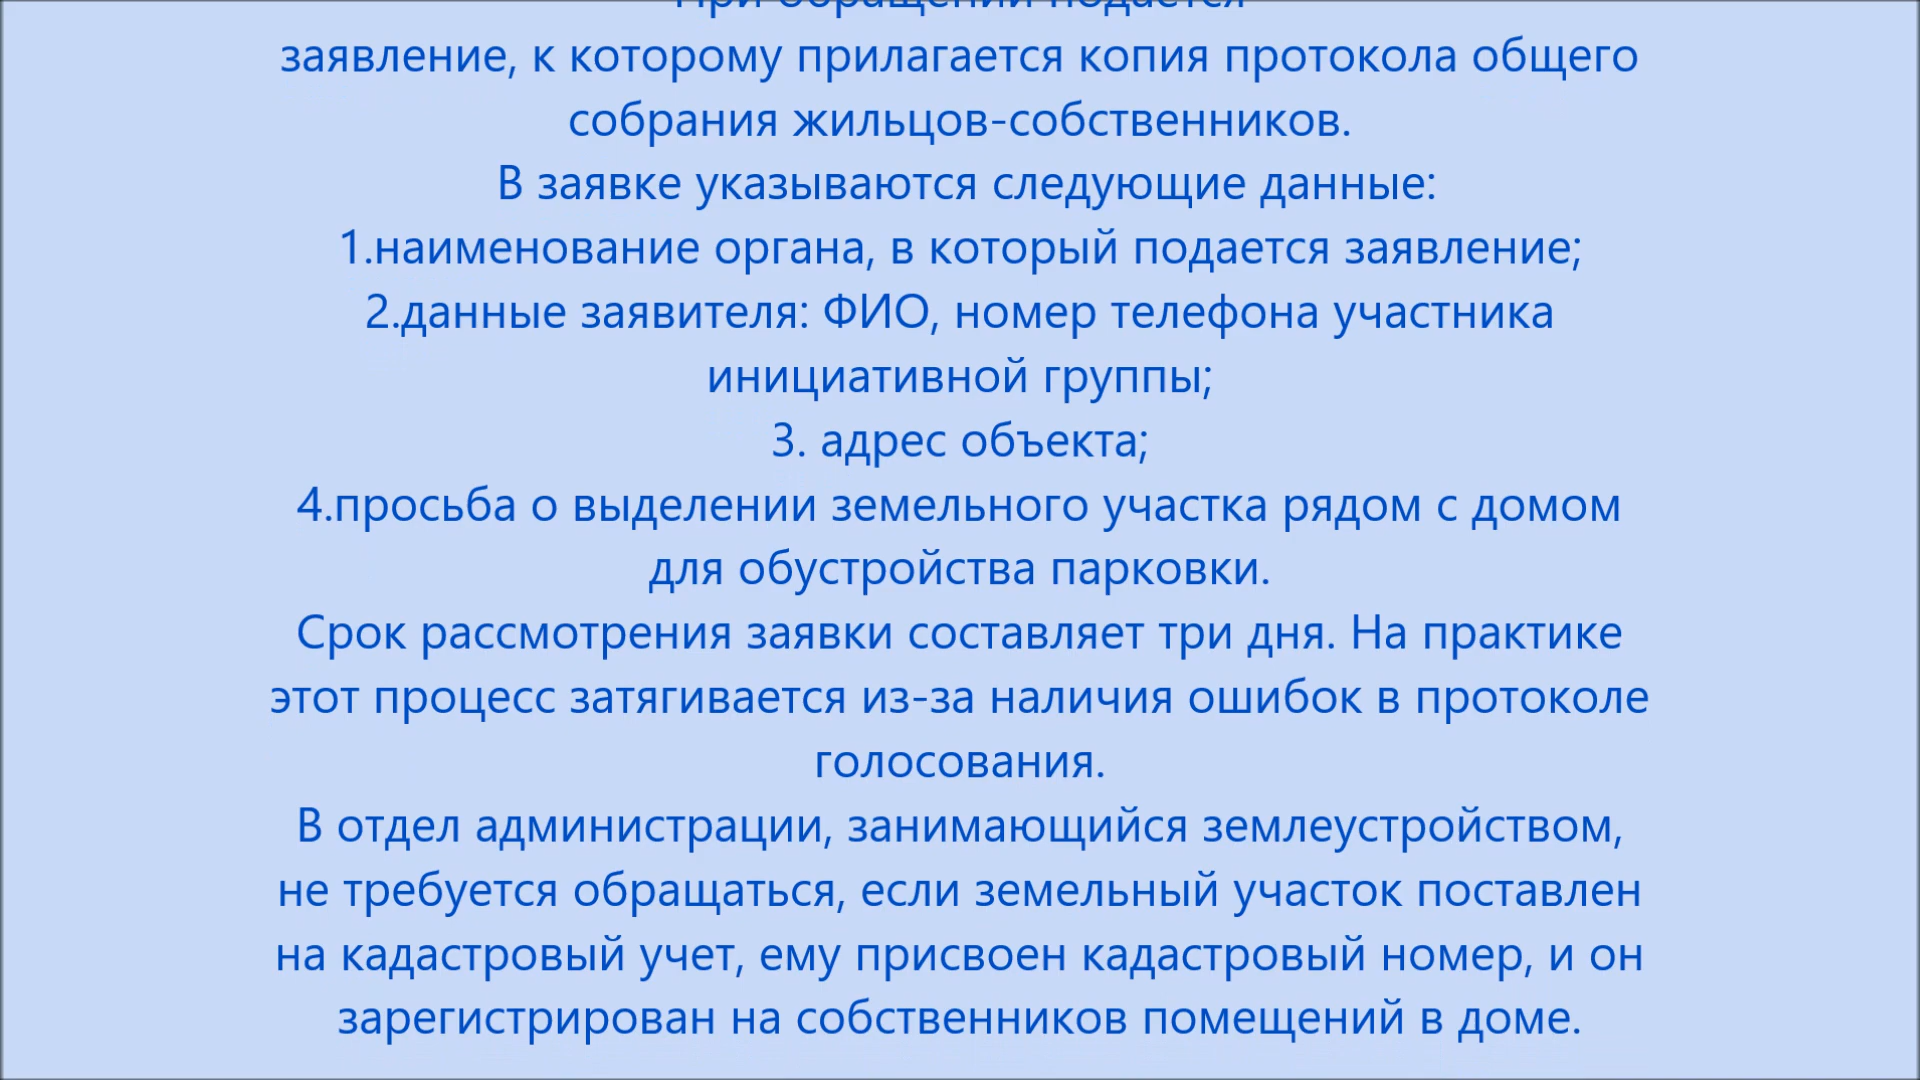 При обращении подается
заявление, к которому прилагается копия протокола общего
собрания жильцов-собственников.
В заявке указываются следующие данные:
1.наименование органа, в который подается заявление;
2.данные заявителя: ФИО, номер телефона участника
инициативной группы;
3. адрес объекта;
4.просьба о выделении земельного участка рядом с домом
для обустройства парковки.
Срок рассмотрения заявки составляет три дня. На практике
этот процесс затягивается из-за наличия ошибок в протоколе
голосования.
В отдел администрации, занимающийся землеустройством,
не требуется обращаться, если земельный участок поставлен
на кадастровый учет, ему присвоен кадастровый номер, и он
зарегистрирован на собственников помещений в доме.